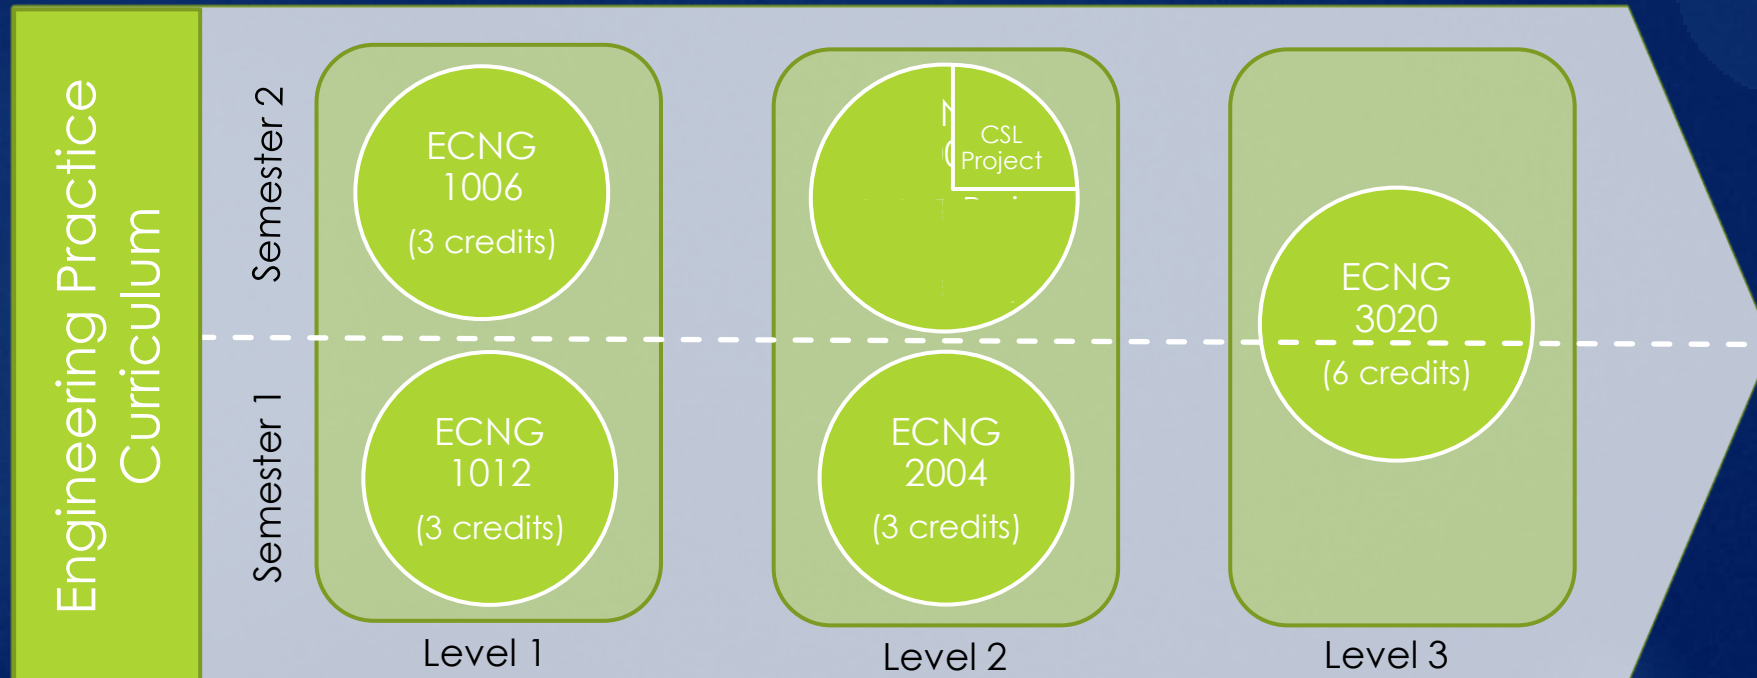 Engineering Practice
Curriculum
Semester 2
Semester 1
ECNG
1006
(3 credits)
ECNG
1012
(3 credits)
Level 1
CSL
Project
ECNG
2004
(3 credits)
Level 2
ECNG
3020
(6 credits)
Level 3